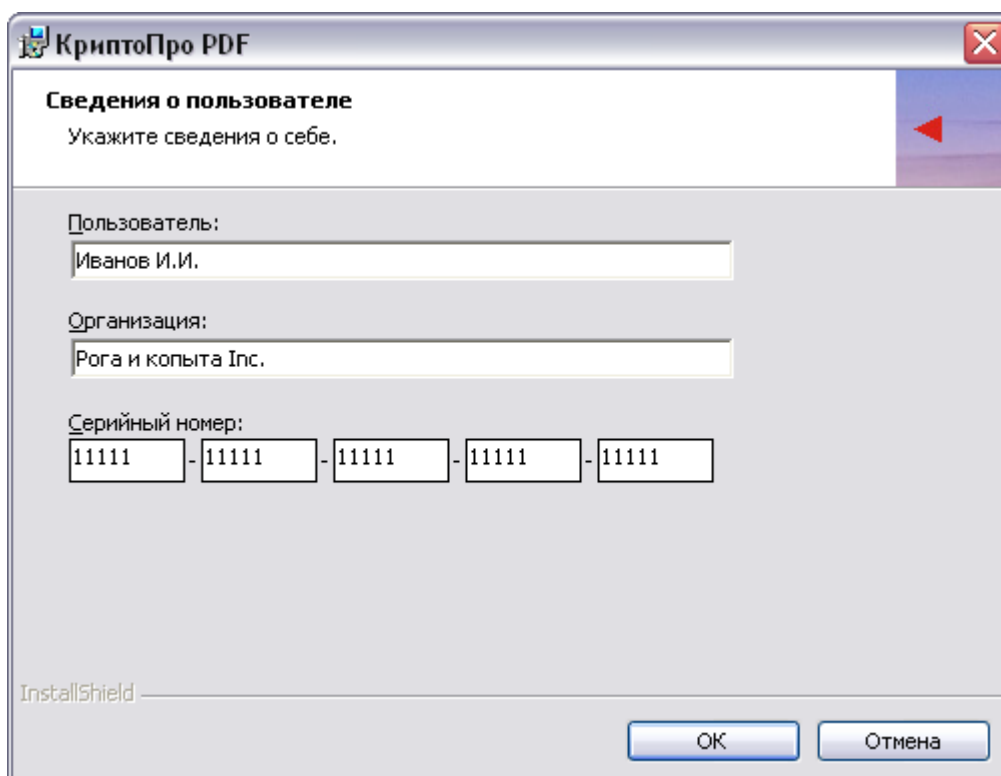 КриптоПро PDF
Сведения о пользователе
Укажите сведения о себе.
Пользователь:
Иванов И.И.
Организация:
Рога и копыта Inc.
Серийный номер:
11111 - 11111 - 11111 - 11111 - 11111
InstallShield
ОК Отмена